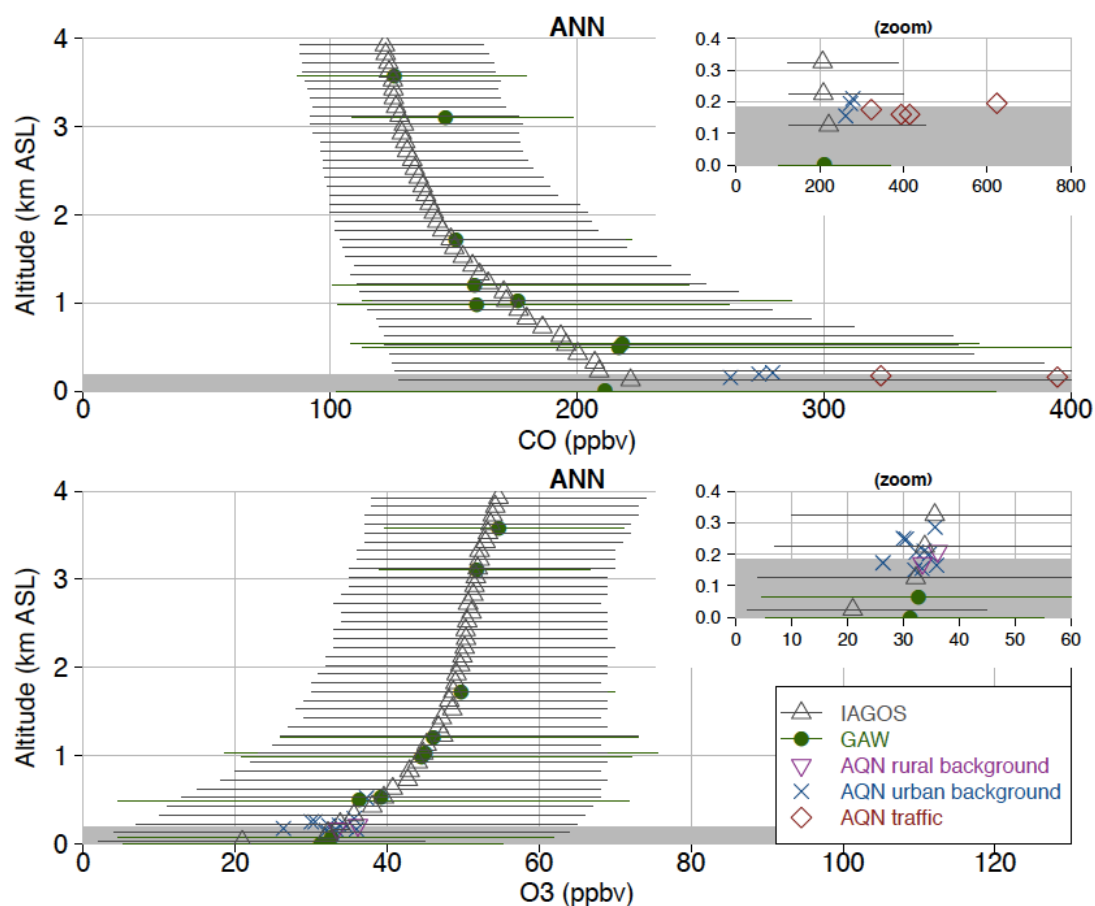 ANN
(zoom)
4
3
2
1
0
Altitude (km ASL)
0 100 200 300 400
CO (ppbv)
0.4
0.3
0.2
0.1
0.0
0 200 400 600 800
ANN
(zoom)
4
3
2
1
0
Altitude (km ASL)
0 20 40 60 80 100 120
O3 (ppbv)
0.4
0.3
0.2
0.1
0.0
0 10 20 30 40 50 60
IAGOS
GAW
AQN rural background
AQN urban background
AQN traffic